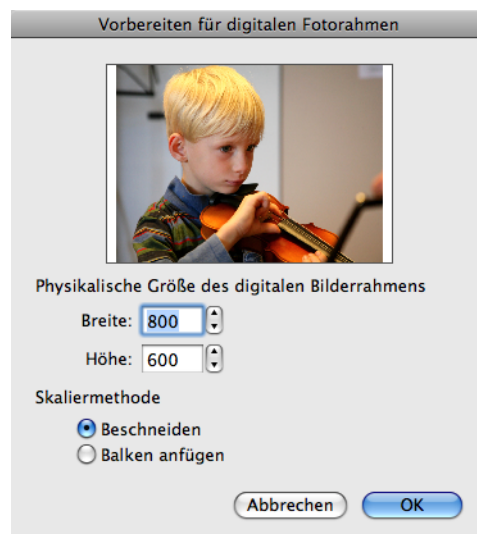 Vorbereiten für digitalen Fotorahmen
Physikalische Größe des digitalen Bilderrahmens
Breite: 800
Höhe: 600
Skaliermethode
Beschneiden
Balken anfügen
Abbrechen OK